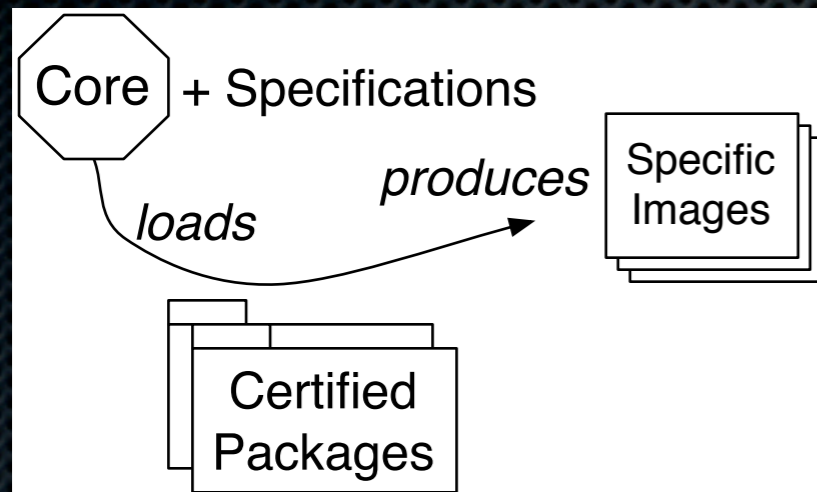 Core + Specifications
produces
Specific
Images
loads
Certified
Packages